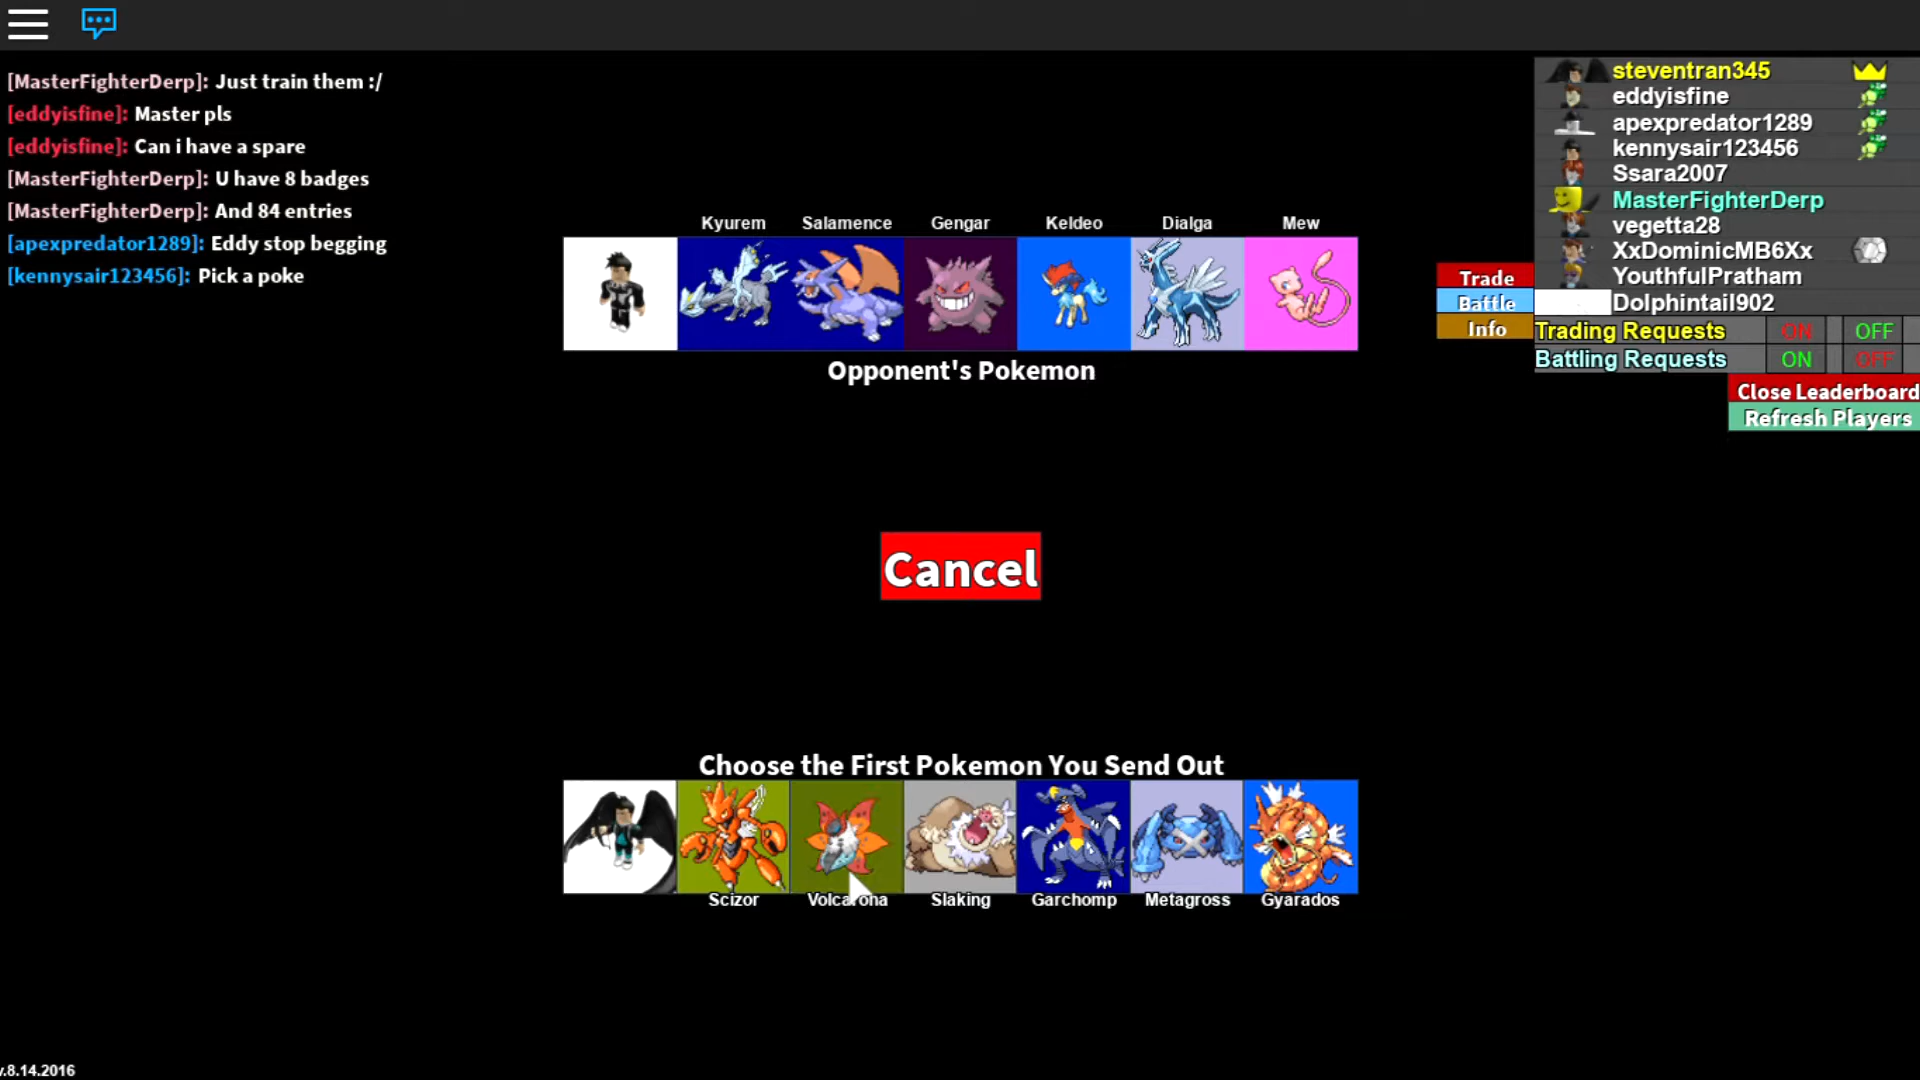 [MasterFighterDerp]: Just train them :/
[eddyisfine]: Master pls
[eddyisfine]: Can i have a spare
[MasterFighterDerp]: U have 8 badges
[MasterFighterDerp]: And 84 entries
[apexpredator1289]: Eddy stop begging
[kennysair123456]: Pick a poke
Kyurem Salamence Gengar Keldeo Dialga Mew
Opponent's Pokemon
Cancel
Choose the First Pokemon You Send Out
Scizor Volcarona Slaking Garchomp Metagross Gyarados
steventran345
eddyisfine
apexpredator1289
kennysair123456
Ssara2007
MasterFighterDerp
vegetta28
XxDominicMB6Xx
YouthfulPratham
Dolphintail902
Trade
Battle
Info
Trading Requests ON OFF
Battling Requests ON OFF
Close Leaderboard
Refresh Players
v.8.14.2016